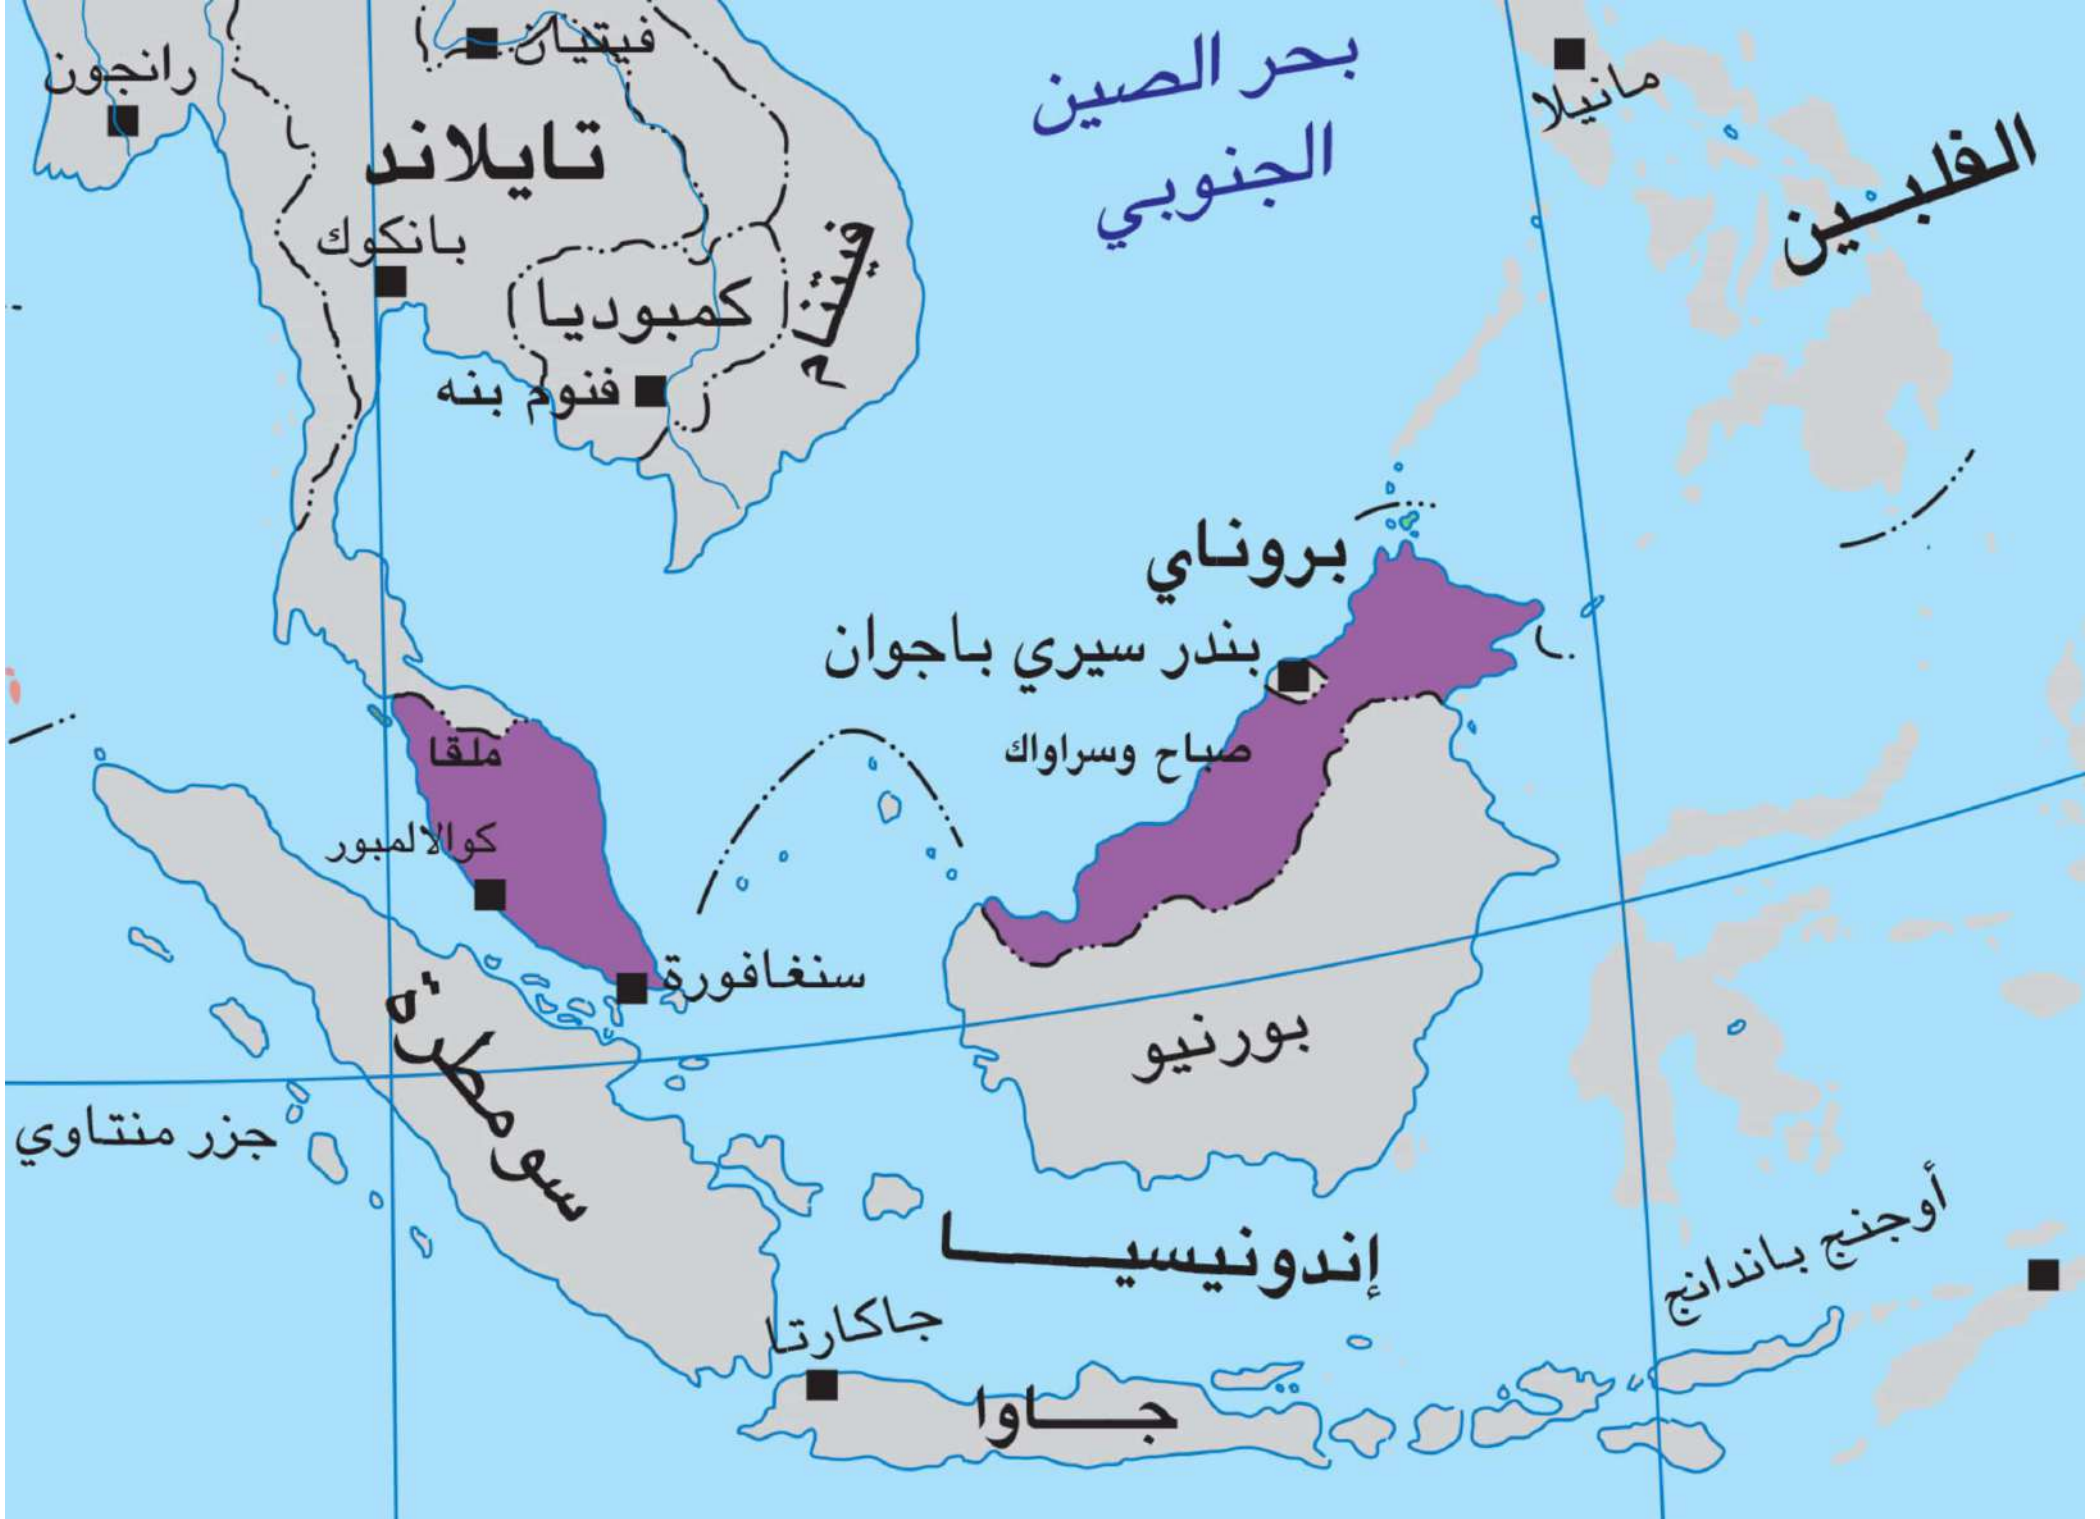 فيتيان
رانجون
تايلاند
بانكوك
كمبوديا
فيتنام
فنوم بنه
بحر الصين
الجنوبي
مانيلا
الفلبين
بروناي
بندر سيري باجوان
صباح وسراواك
ملقا
كوالالمبور
سنغافورة
سومطرة
بورنيو
جزر منتاوي
إندونيسيا
أوجنج باندانج
جاكارتا
جاوا